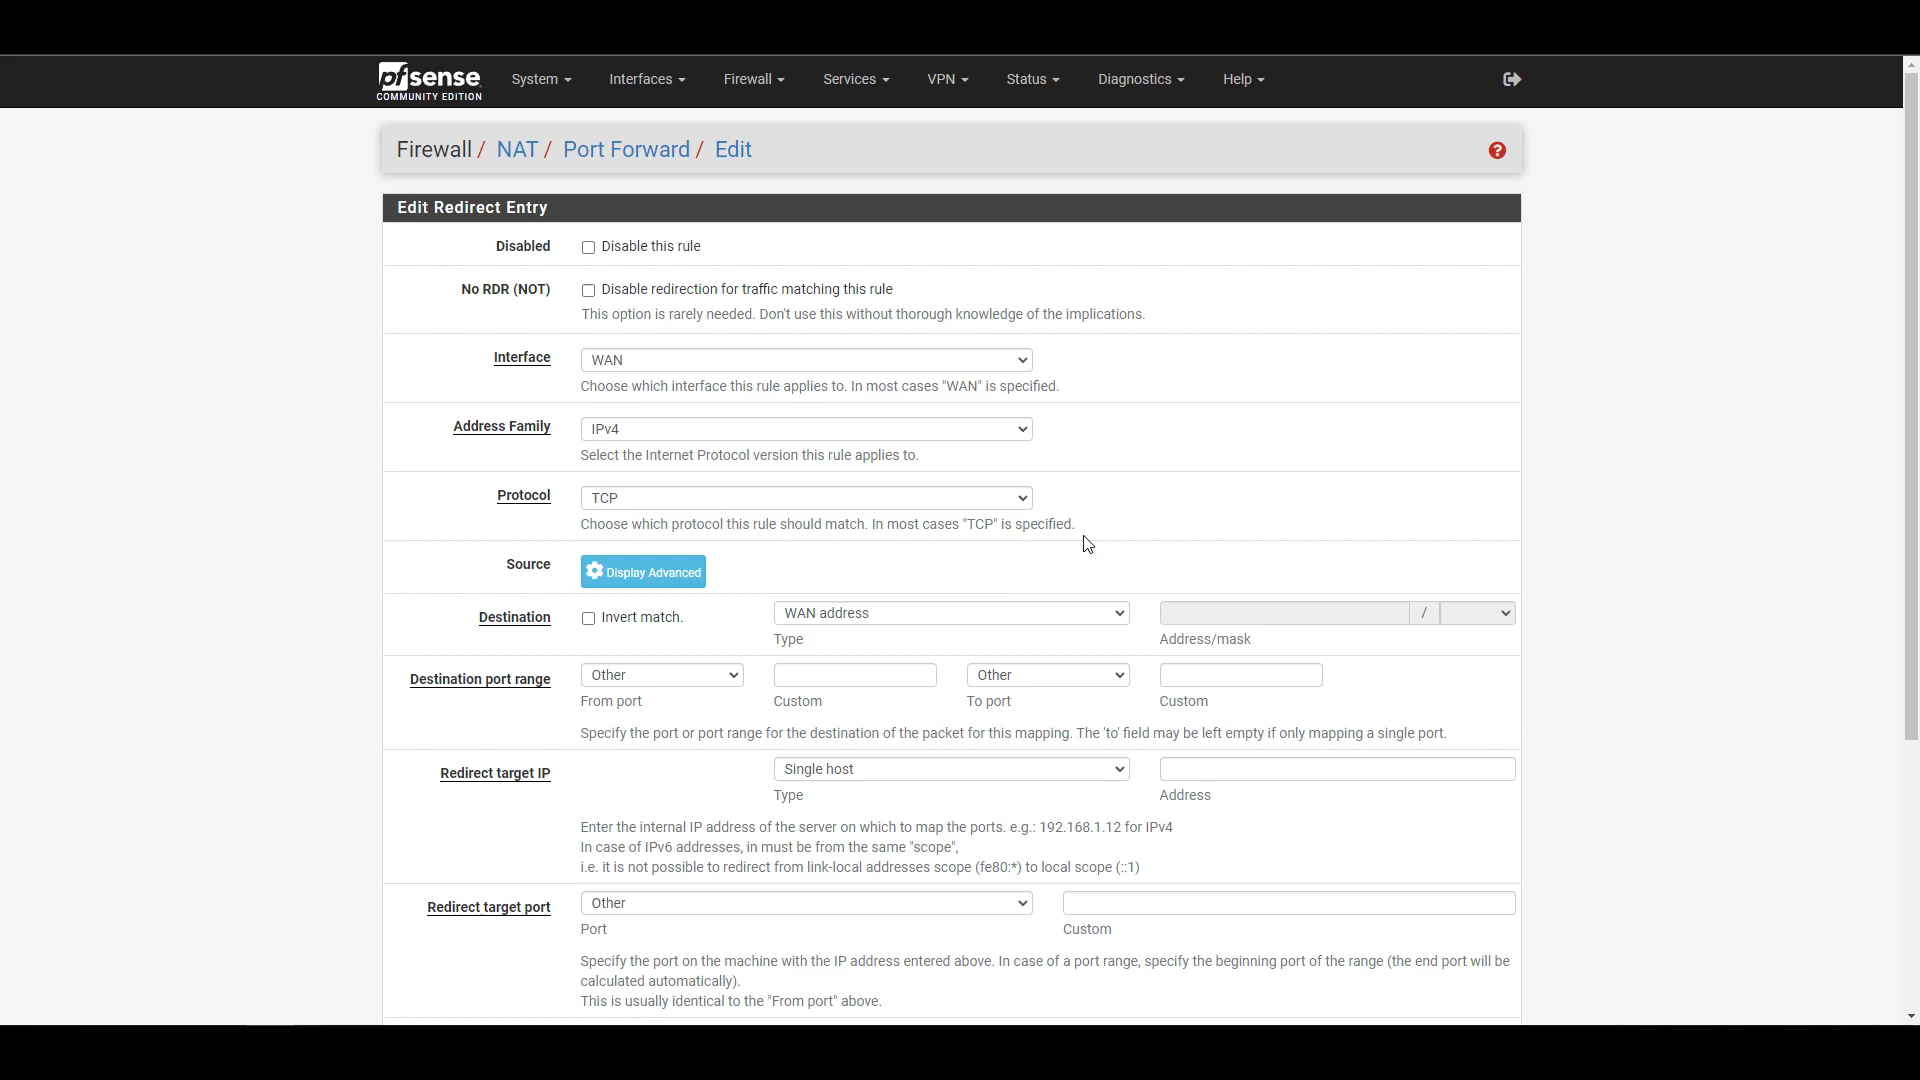 pfsense
COMMUNITY EDITION
System Interfaces Firewall Services VPN Status Diagnostics Help
Firewall / NAT / Port Forward / Edit
?
Edit Redirect Entry
Disabled Disable this rule
No RDR (NOT) Disable redirection for traffic matching this rule
This option is rarely needed. Don't use this without thorough knowledge of the implications.
Interface WAN
Choose which interface this rule applies to. In most cases "WAN" is specified.
Address Family IPv4
Select the Internet Protocol version this rule applies to.
Protocol TCP
Choose which protocol this rule should match. In most cases "TCP" is specified.
Source Display Advanced
Destination Invert match. WAN address /
Type Address/mask
Destination port range Other Other
From port Custom To port Custom
Specify the port or port range for the destination of the packet for this mapping. The 'to' field may be left empty if only mapping a single port.
Redirect target IP Single host
Type Address
Enter the internal IP address of the server on which to map the ports. e.g.: 192.168.1.12 for IPv4
In case of IPv6 addresses, in must be from the same "scope",
i.e. it is not possible to redirect from link-local addresses scope (fe80:*) to local scope (::1)
Redirect target port Other
Port Custom
Specify the port on the machine with the IP address entered above. In case of a port range, specify the beginning port of the range (the end port will be
calculated automatically).
This is usually identical to the "From port" above.